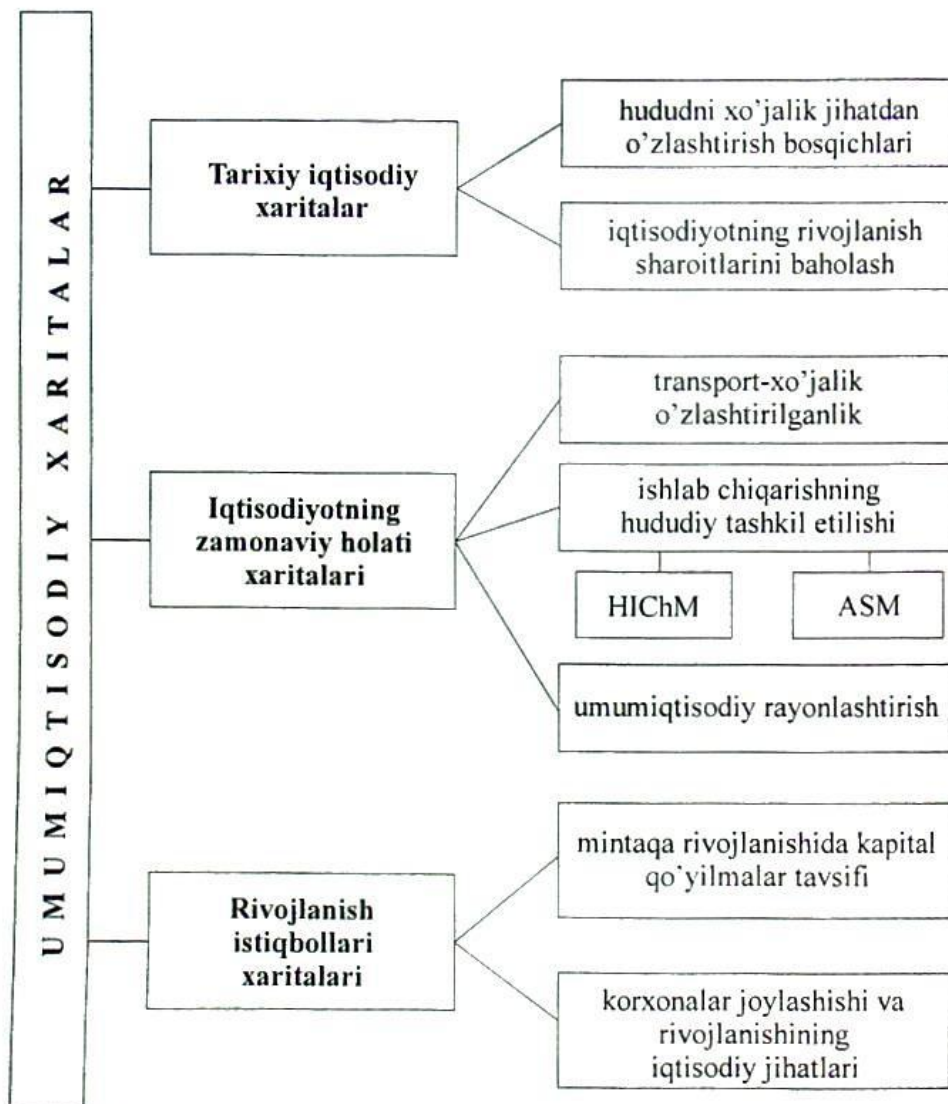 UMUMIQTISODIY XARITALAR
Tarixiy iqtisodiy
xaritalar
hududni xo'jalik jihatdan
o'zlashtirish bosqichlari
iqtisodiyotning rivojlanish
sharoitlarini baholash
Iqtisodiyotning
zamonaviy holati
xaritalari
transport-xo'jalik
o'zlashtirilganlik
ishlab chiqarishning
hududiy tashkil etilishi
HIChM
ASM
umumiqtisodiy rayonlashtirish
Rivojlanish
istiqbollari
xaritalari
mintaqa rivojlanishida kapital
qo'yilmalar tavsifi
korxonalar joylashishi va
rivojlanishining
iqtisodiy jihatlari